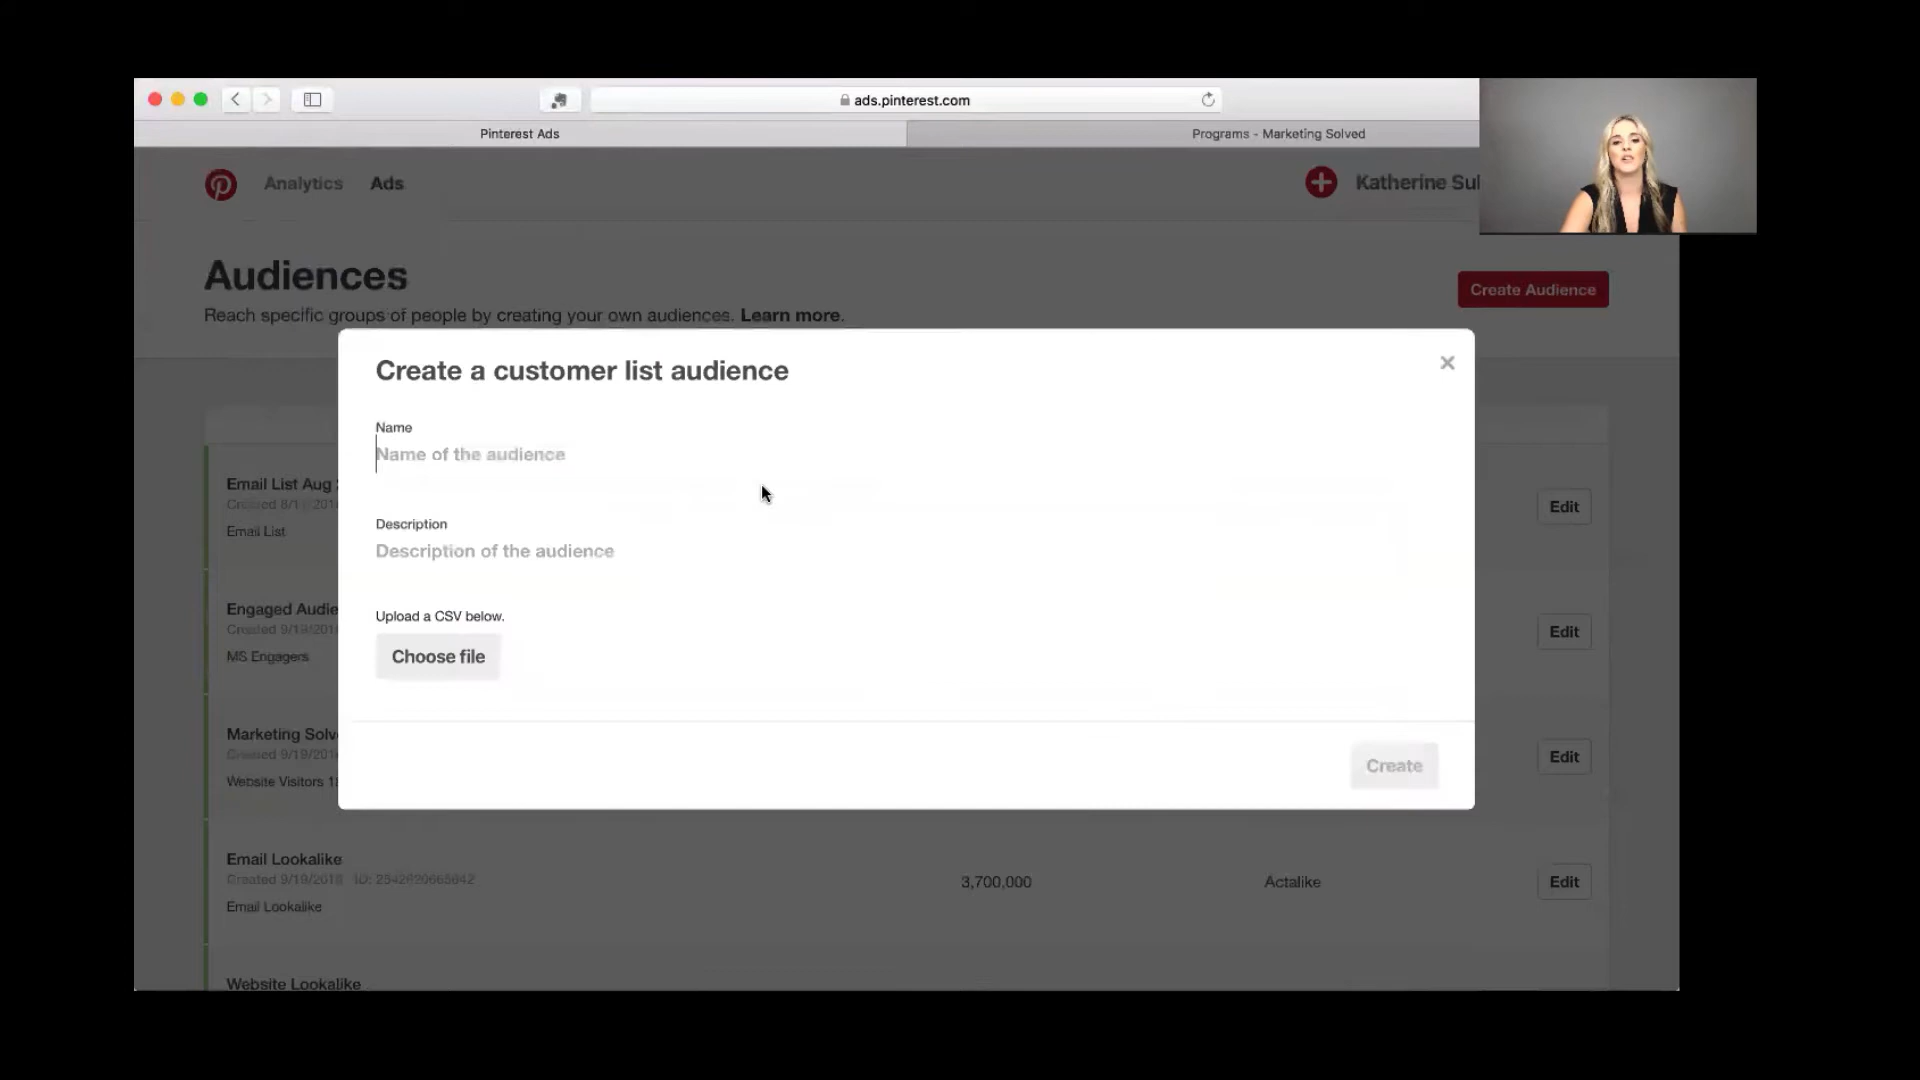 ads.pinterest.com
Pinterest Ads
Programs - Marketing Solved
Analytics
Ads
Katherine Sul
Audiences
Create Audience
Reach specific groups of people by creating your own audiences. Learn more.
Create a customer list audience
Name
Name of the audience
Email List Aug
Edit
Email List
Description
Description of the audience
Engaged Audie
Edit
MS Engagers
Upload a CSV below.
Choose file
Marketing Solv
Edit
Website Visitors 1
Create
Email Lookalike
Created 9/19/2018 ID: 2542620665642
3,700,000
Actalike
Edit
Email Lookalike
Website Lookalike